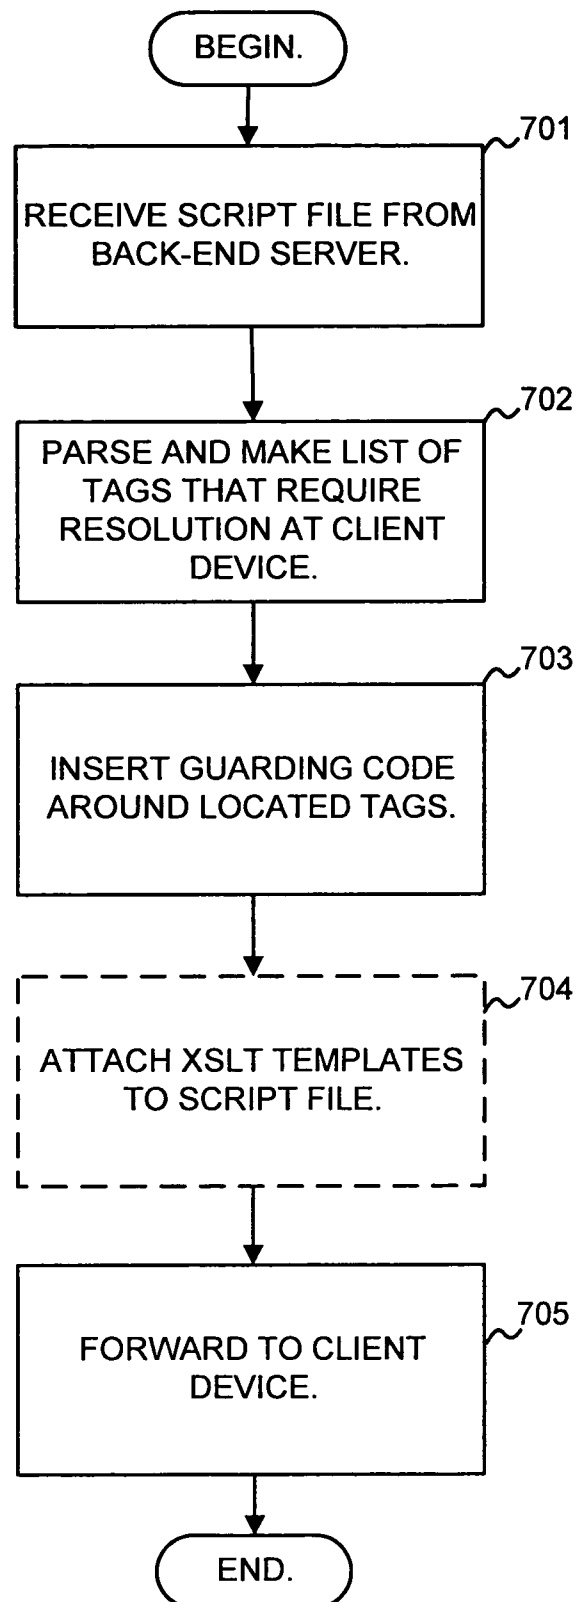 BEGIN.
701
RECEIVE SCRIPT FILE FROM
BACK-END SERVER.
702
PARSE AND MAKE LIST OF
TAGS THAT REQUIRE
RESOLUTION AT CLIENT
DEVICE.
703
INSERT GUARDING CODE
AROUND LOCATED TAGS.
704
ATTACH XSLT TEMPLATES
TO SCRIPT FILE.
705
FORWARD TO CLIENT
DEVICE.
END.